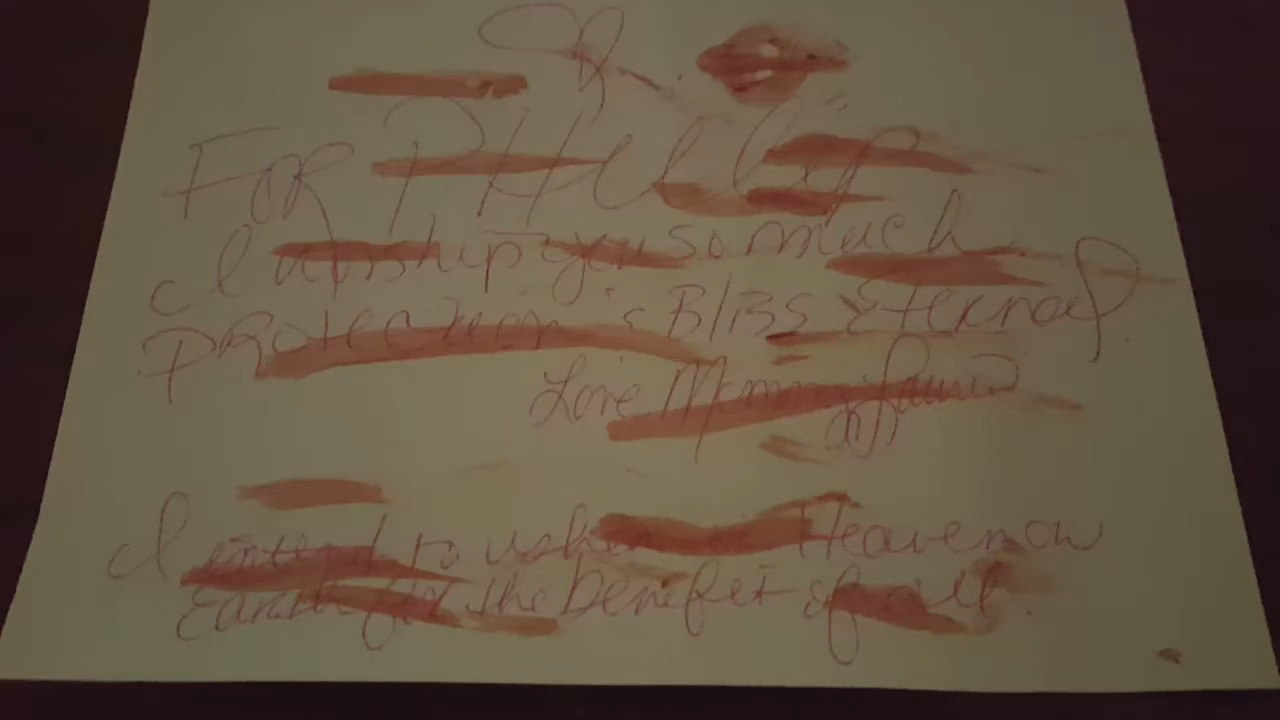 FOR PHillip
I worship you so much
Protection is Bliss Eternal
Love Mommy
I intend to usher Heaven on
Earth for the benefit of all.